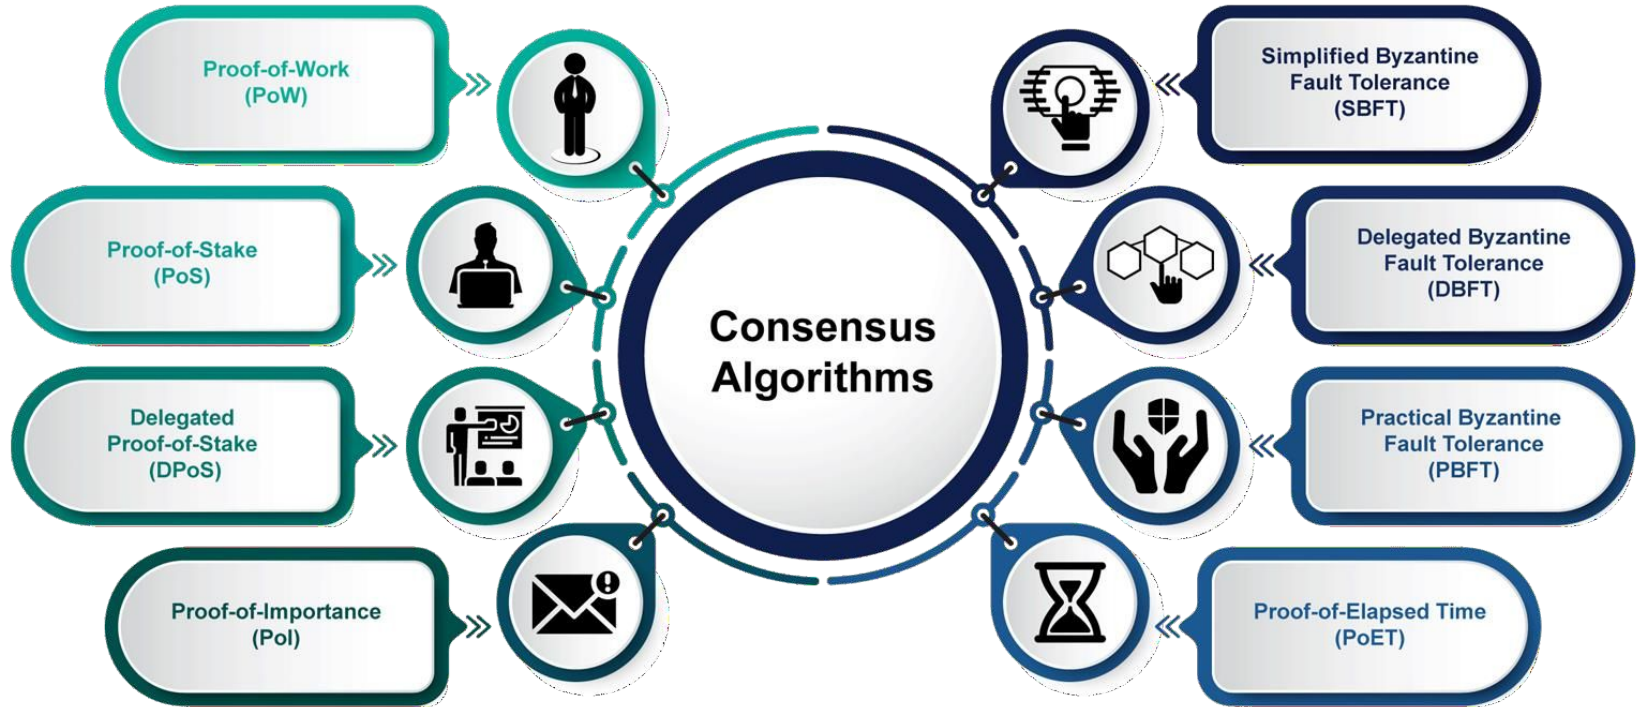 Proof-of-Work
(PoW)
Proof-of-Stake
(PoS)
Delegated
Proof-of-Stake
(DPoS)
Proof-of-Importance
(PoI)
Consensus
Algorithms
Simplified Byzantine
Fault Tolerance
(SBFT)
Delegated Byzantine
Fault Tolerance
(DBFT)
Practical Byzantine
Fault Tolerance
(PBFT)
Proof-of-Elapsed Time
(PoET)